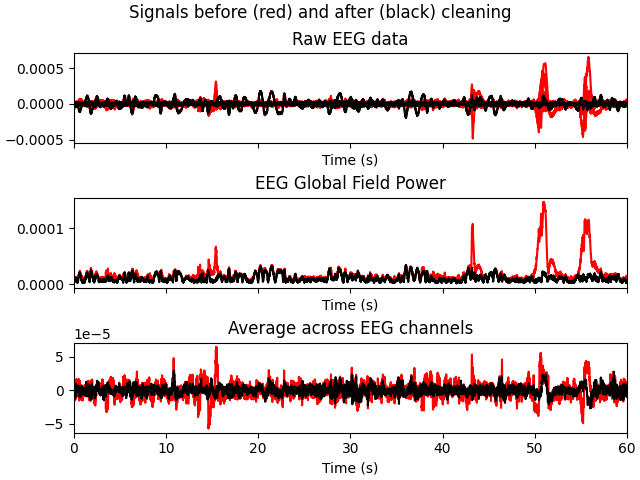 Signals before (red) and after (black) cleaning
Raw EEG data
0.0005
0.0000
−0.0005
Time (s)
EEG Global Field Power
0.0001
0.0000
Time (s)
1e−5
Average across EEG channels
5
0
−5
0 10 20 30 40 50 60
Time (s)